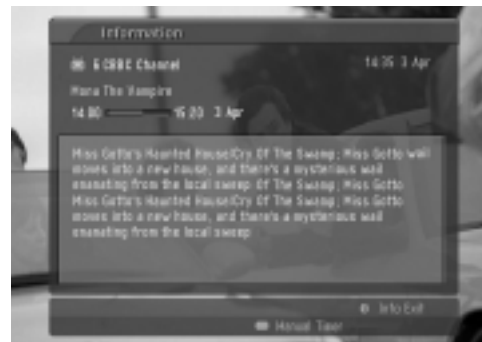 Information
6 CBBC Channel 14:35 3 Apr
Mona The Vampire
14:00 15:20 3 Apr
Miss Gotto's Haunted House/Cry Of The Swamp; Miss Gotto wail
moves into a new house, and there's a mysterious wail
emanating from the local swamp Of The Swamp; Miss Gotto
Miss Gotto's Haunted House/Cry Of The Swamp; Miss Gotto
moves into a new house, and there's a mysterious wail
emanating from the local swamp
Info Exit
Manual Timer